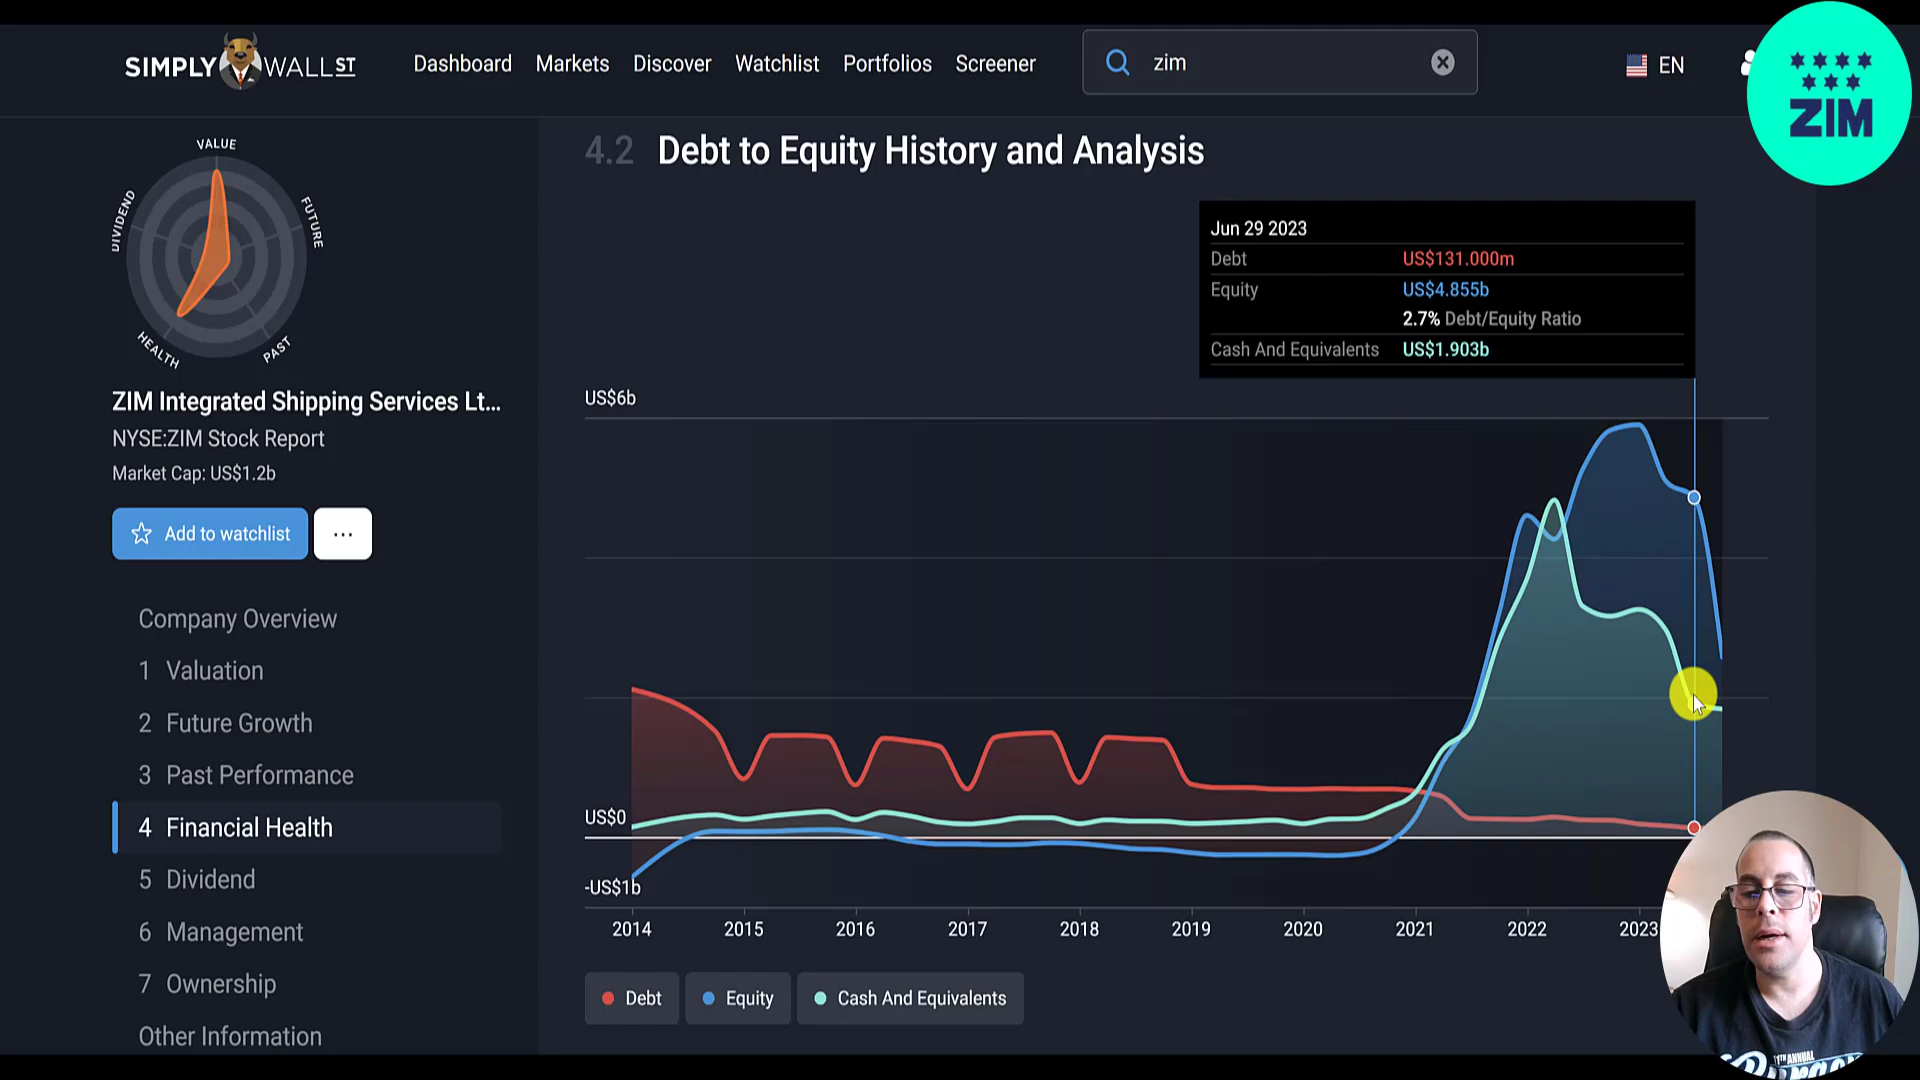 SIMPLY WALL ST
Dashboard
Markets
Discover
Watchlist
Portfolios
Screener
zim
EN
ZIM
VALUE
FUTURE
PAST
HEALTH
DIVIDEND
ZIM Integrated Shipping Services Lt...
NYSE:ZIM Stock Report
Market Cap: US$1.2b
Add to watchlist
...
Company Overview
1 Valuation
2 Future Growth
3 Past Performance
4 Financial Health
5 Dividend
6 Management
7 Ownership
Other Information
4.2 Debt to Equity History and Analysis
Jun 29 2023
Debt US$131.000m
Equity US$4.855b
2.7% Debt/Equity Ratio
Cash And Equivalents US$1.903b
US$6b
US$0
-US$1b
2014 2015 2016 2017 2018 2019 2020 2021 2022 2023
Debt
Equity
Cash And Equivalents
ANNUAL